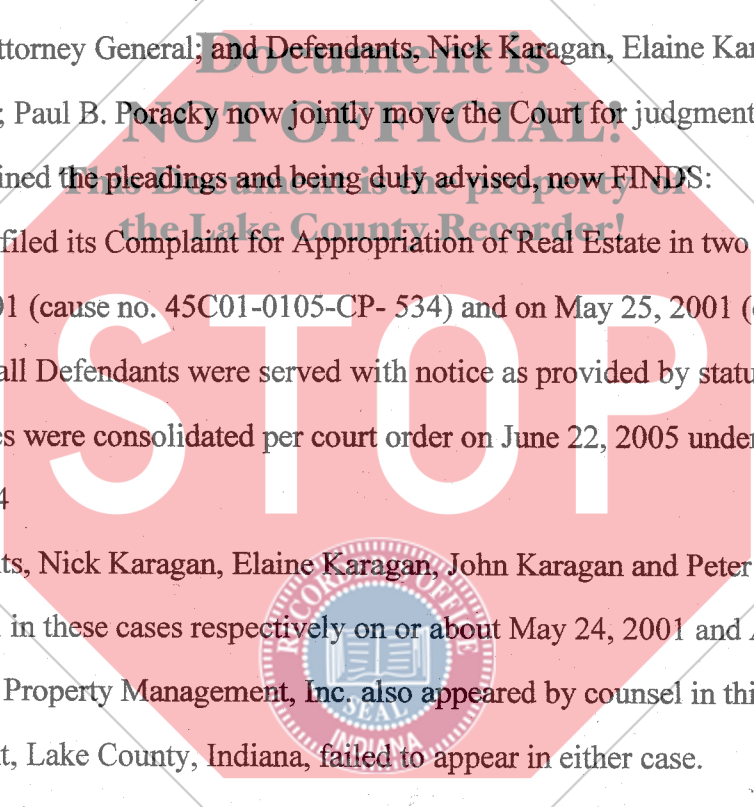 ttorney General; and Defendants, Nick Karagan, Elaine Kar
Document is
; Paul B. Poracky now jointly move the Court for judgment
NOT OFFICIAL!
ined the pleadings and being duly advised, now FINDS:
This Document is the property of
the Lake County Recorder!
filed its Complaint for Appropriation of Real Estate in two
01 (cause no. 45C01-0105-CP- 534) and on May 25, 2001 (
all Defendants were served with notice as provided by statu
STOP
es were consolidated per court order on June 22, 2005 under
4
ts, Nick Karagan, Elaine Karagan, John Karagan and Peter
in these cases respectively on or about May 24, 2001 and
RECORDER'S OFFICE
Property Management, Inc. also appeared by counsel in thi
SEAL
INDIANA
t, Lake County, Indiana, failed to appear in either case.